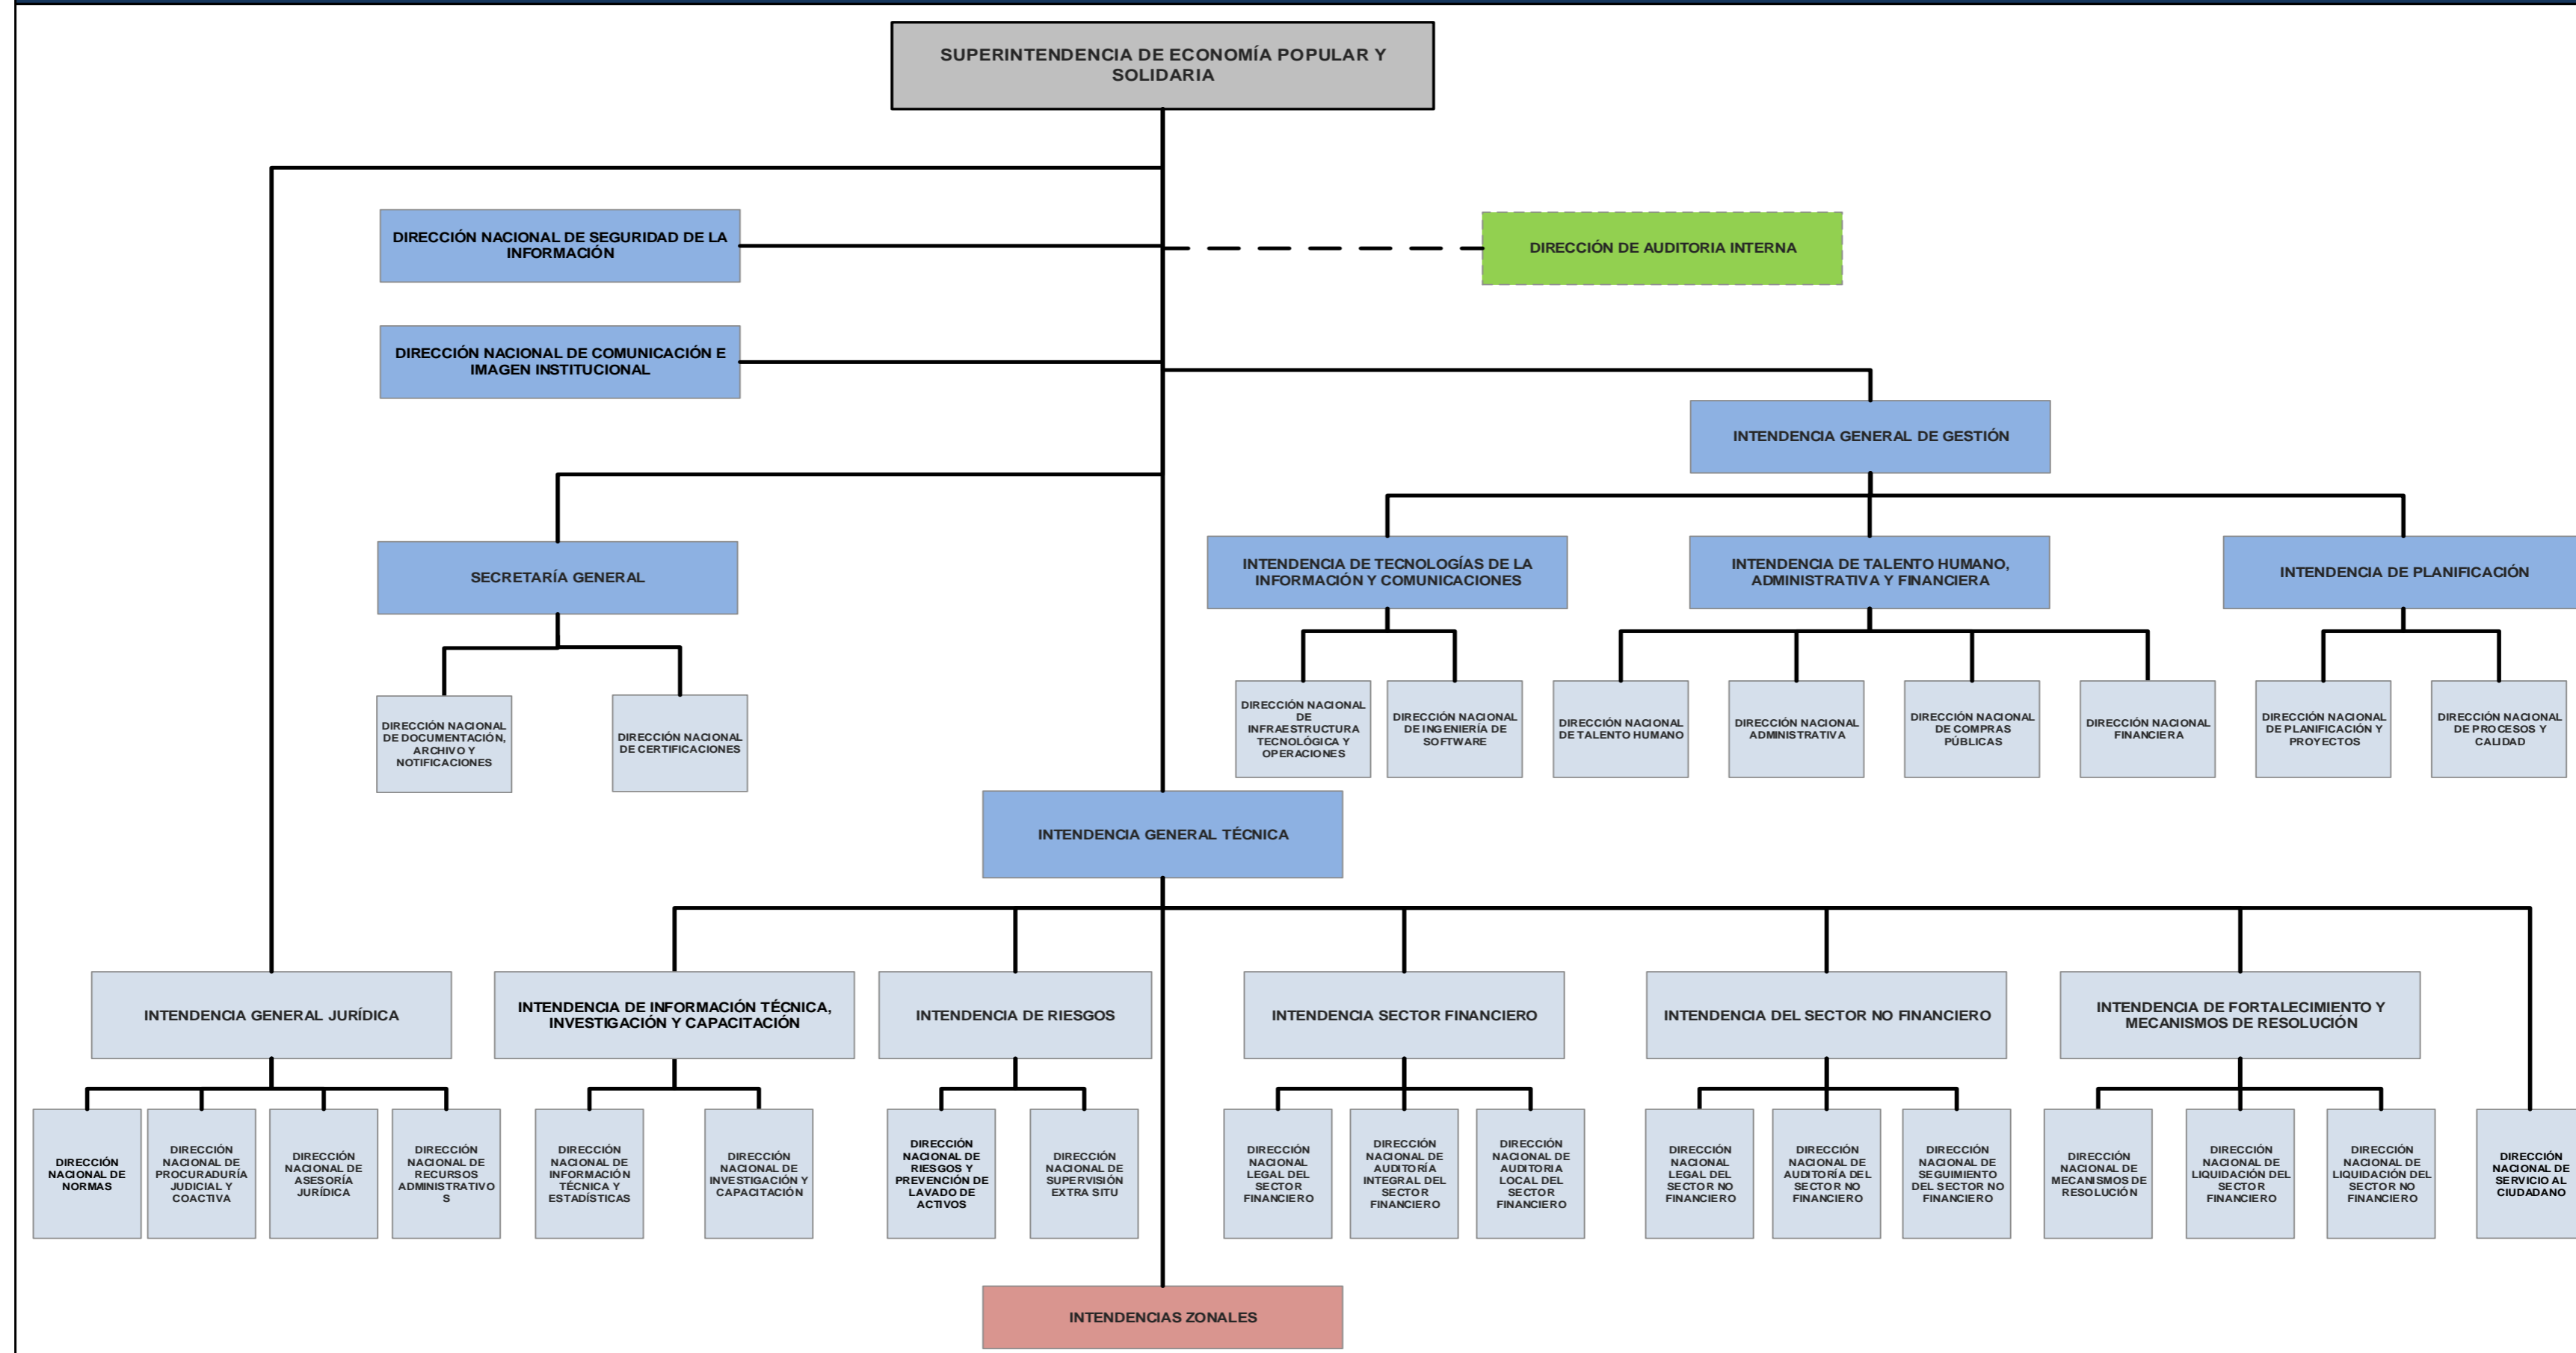 SUPERINTENDENCIA DE ECONOMÍA POPULAR Y
SOLIDARIA
DIRECCIÓN NACIONAL DE SEGURIDAD DE LA
INFORMACIÓN
DIRECCIÓN DE AUDITORIA INTERNA
DIRECCIÓN NACIONAL DE COMUNICACIÓN E
IMAGEN INSTITUCIONAL
INTENDENCIA GENERAL DE GESTIÓN
SECRETARÍA GENERAL
INTENDENCIA DE TECNOLOGÍAS DE LA
INFORMACIÓN Y COMUNICACIONES
INTENDENCIA DE TALENTO HUMANO,
ADMINISTRATIVA Y FINANCIERA
INTENDENCIA DE PLANIFICACIÓN
DIRECCIÓN NACIONAL
DE DOCUMENTACIÓN,
ARCHIVO Y
NOTIFICACIONES
DIRECCIÓN NACIONAL
DE CERTIFICACIONES
DIRECCIÓN NACIONAL
DE
INFRAESTRUCTURA
TECNOLÓGICA Y
OPERACIONES
DIRECCIÓN NACIONAL
DE INGENIERÍA DE
SOFTWARE
DIRECCIÓN NACIONAL
DE TALENTO HUMANO
DIRECCIÓN NACIONAL
ADMINISTRATIVA
DIRECCIÓN NACIONAL
DE COMPRAS
PÚBLICAS
DIRECCIÓN NACIONAL
FINANCIERA
DIRECCIÓN NACIONAL
DE PLANIFICACIÓN Y
PROYECTOS
DIRECCIÓN NACIONAL
DE PROCESOS Y
CALIDAD
INTENDENCIA GENERAL TÉCNICA
INTENDENCIA GENERAL JURÍDICA
INTENDENCIA DE INFORMACIÓN TÉCNICA,
INVESTIGACIÓN Y CAPACITACIÓN
INTENDENCIA DE RIESGOS
INTENDENCIA SECTOR FINANCIERO
INTENDENCIA DEL SECTOR NO FINANCIERO
INTENDENCIA DE FORTALECIMIENTO Y
MECANISMOS DE RESOLUCIÓN
DIRECCIÓN
NACIONAL DE
NORMAS
DIRECCIÓN
NACIONAL DE
PROCURADURÍA
JUDICIAL Y
COACTIVA
DIRECCIÓN
NACIONAL DE
ASESORÍA
JURÍDICA
DIRECCIÓN
NACIONAL DE
RECURSOS
ADMINISTRATIVO
S
DIRECCIÓN
NACIONAL DE
INFORMACIÓN
TÉCNICA Y
ESTADÍSTICAS
DIRECCIÓN
NACIONAL DE
INVESTIGACIÓN Y
CAPACITACIÓN
DIRECCIÓN
NACIONAL DE
RIESGOS Y
PREVENCIÓN DE
LAVADO DE
ACTIVOS
DIRECCIÓN
NACIONAL DE
SUPERVISIÓN
EXTRA SITU
DIRECCIÓN
NACIONAL
LEGAL DEL
SECTOR
FINANCIERO
DIRECCIÓN
NACIONAL DE
AUDITORÍA
INTEGRAL DEL
SECTOR
FINANCIERO
DIRECCIÓN
NACIONAL DE
AUDITORIA
LOCAL DEL
SECTOR
FINANCIERO
DIRECCIÓN
NACIONAL
LEGAL DEL
SECTOR NO
FINANCIERO
DIRECCIÓN
NACIONAL DE
AUDITORÍA DEL
SECTOR NO
FINANCIERO
DIRECCIÓN
NACIONAL DE
SEGUIMIENTO
DEL SECTOR NO
FINANCIERO
DIRECCIÓN
NACIONAL DE
MECANISMOS DE
RESOLUCIÓN
DIRECCIÓN
NACIONAL DE
LIQUIDACIÓN DEL
SECTOR
FINANCIERO
DIRECCIÓN
NACIONAL DE
LIQUIDACIÓN DEL
SECTOR NO
FINANCIERO
DIRECCIÓN
NACIONAL DE
SERVICIO AL
CIUDADANO
INTENDENCIAS ZONALES